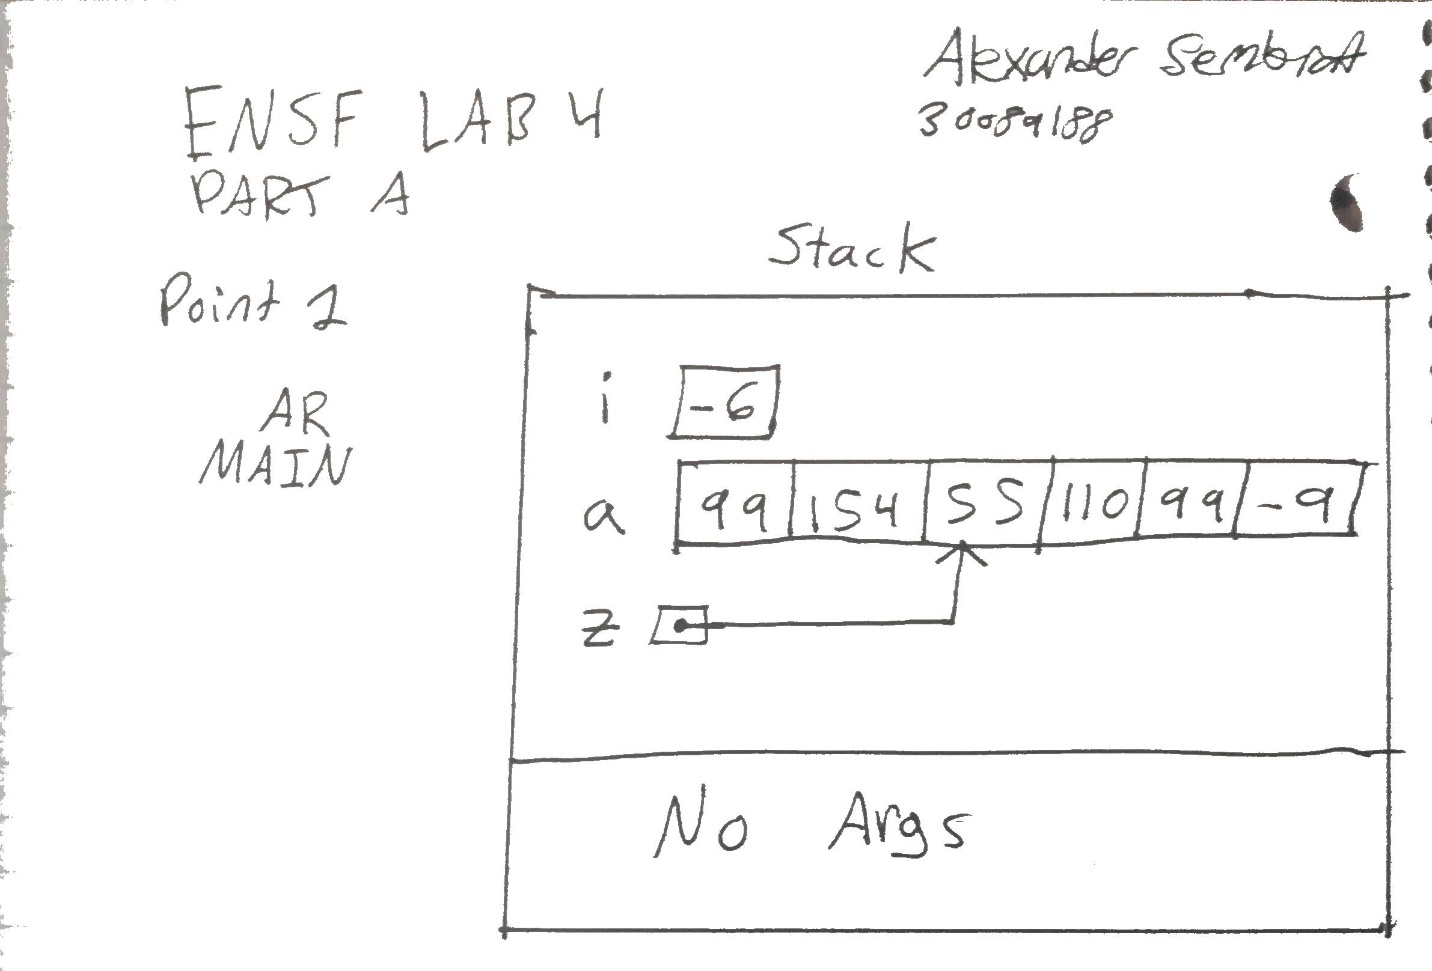 Alexander Sembrat
30089188
ENSF LAB 4
PART A
Stack
Point 1
AR
MAIN
i -6
a 99 154 55 110 99 -9
z
No Args